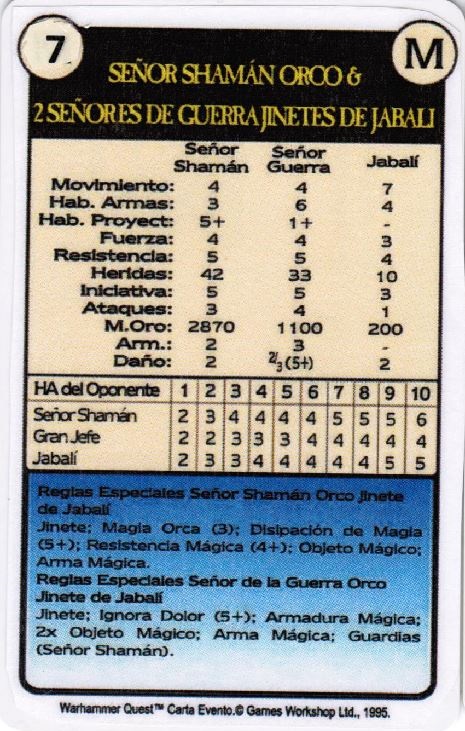 7
M
SEÑOR SHAMÁN ORCO &
2 SEÑORES DE GUERRA JINETES DE JABALI
Señor Shamán Señor Guerra Jabalí
Movimiento: 4 4 7
Hab. Armas: 3 6 4
Hab. Proyect: 5+ 1+ -
Fuerza: 4 4 3
Resistencia: 5 5 4
Heridas: 42 33 10
Iniciativa: 5 5 3
Ataques: 3 4 1
M.Oro: 2870 1100 200
Arm.: 2 3 -
Daño: 2 2/3 (5+) 2
HA del Oponente 1 2 3 4 5 6 7 8 9 10
Señor Shamán 2 3 4 4 4 4 5 5 5 6
Gran Jefe 2 2 3 3 3 4 4 4 4 4
Jabalí 2 3 3 4 4 4 4 4 5 5
Reglas Especiales Señor Shamán Orco Jinete
de Jabalí
Jinete; Magia Orca (3); Disipación de Magia
(5+); Resistencia Mágica (4+); Objeto Mágico;
Arma Mágica.
Reglas Especiales Señor de la Guerra Orco
Jinete de Jabalí
Jinete; Ignora Dolor (5+); Armadura Mágica;
2x Objeto Mágico; Arma Mágica; Guardias
(Señor Shamán).
Warhammer Quest™ Carta Evento.© Games Workshop Ltd., 1995.